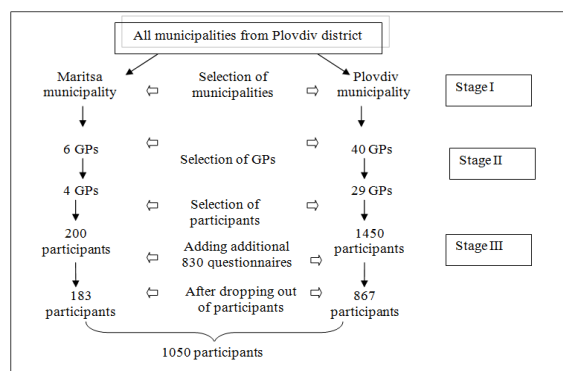 All municipalities from Plovdiv district
Maritsa municipality
Selection of municipalities
Plovdiv municipality
Stage I
6 GPs
Selection of GPs
40 GPs
Stage II
4 GPs
29 GPs
Selection of participants
200 participants
1450 participants
Adding additional 830 questionnaires
Stage III
183 participants
After dropping out of participants
867 participants
1050 participants